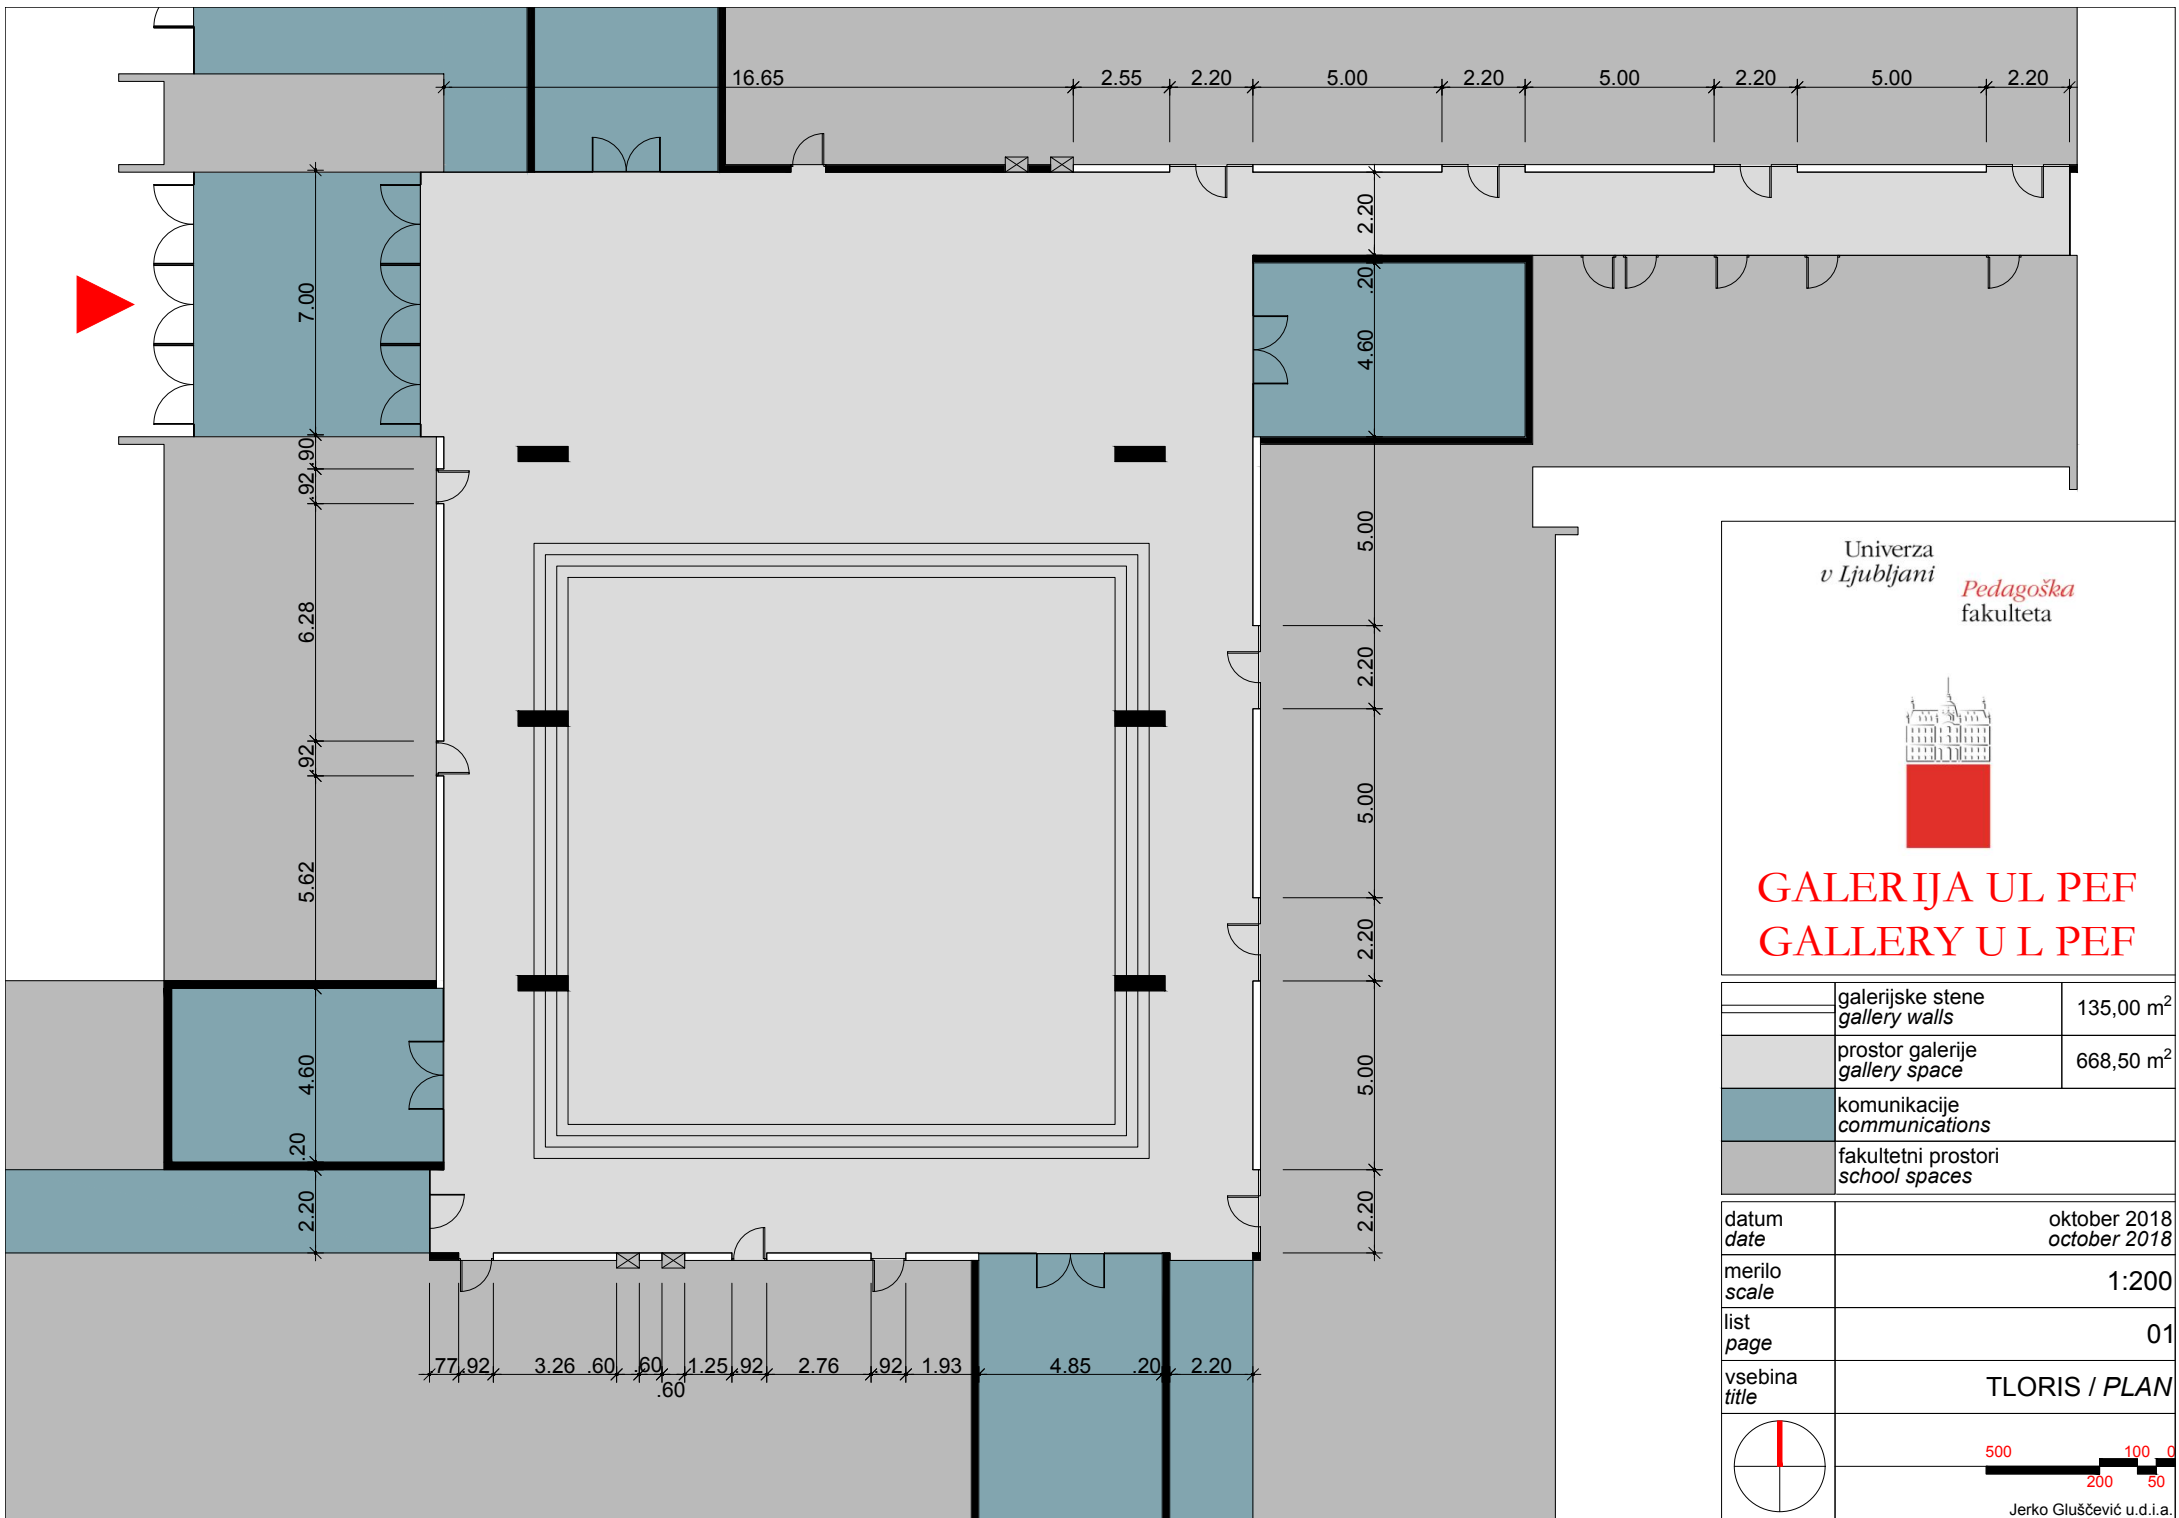 16.65 2.55 2.20 5.00 2.20 5.00 2.20 5.00 2.20
7.00
.90
.92
6.28
.92
5.62
4.60
.20
2.20
2.20
.20
4.60
5.00
2.20
5.00
2.20
5.00
2.20
.77 .92 3.26 .60 .60 1.25 .92 2.76 .92 1.93 4.85 .20 2.20
.60
Univerza
v Ljubljani
Pedagoška
fakulteta
GALERIJA UL PEF
GALLERY U L PEF
galerijske stene 135,00 m²
gallery walls
prostor galerije 668,50 m²
gallery space
komunikacije
communications
fakultetni prostori
school spaces
datum oktober 2018
date october 2018
merilo 1:200
scale
list 01
page
vsebina TLORIS / PLAN
title
500 100 0
200 50
Jerko Gluščević u.d.i.a.